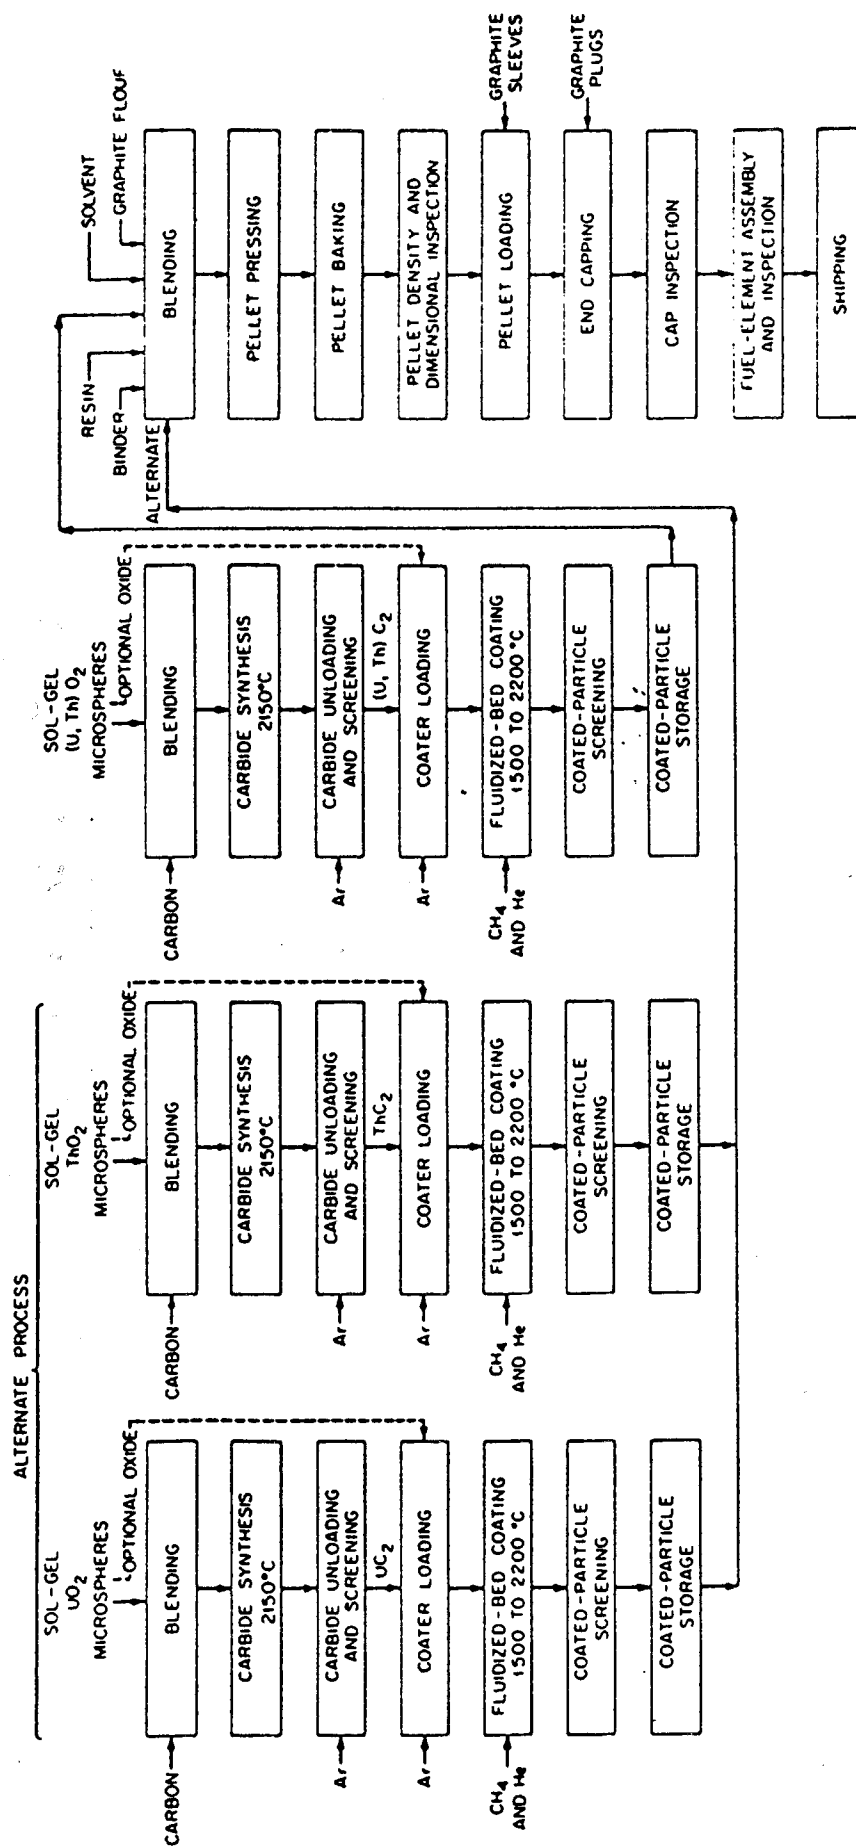 ALTERNATE PROCESS
SOL-GEL
UO2
MICROSPHERES
OPTIONAL OXIDE
CARBON
BLENDING
CARBIDE SYNTHESIS
2150°C
Ar
CARBIDE UNLOADING
AND SCREENING
UC2
Ar
COATER LOADING
CH4
AND He
FLUIDIZED-BED COATING
1500 TO 2200 °C
COATED-PARTICLE
SCREENING
COATED-PARTICLE
STORAGE
SOL-GEL
ThO2
MICROSPHERES
OPTIONAL OXIDE
CARBON
BLENDING
CARBIDE SYNTHESIS
2150°C
Ar
CARBIDE UNLOADING
AND SCREENING
ThC2
Ar
COATER LOADING
CH4
AND He
FLUIDIZED-BED COATING
1500 TO 2200 °C
COATED-PARTICLE
SCREENING
COATED-PARTICLE
STORAGE
SOL-GEL
(U, Th) O2
MICROSPHERES
OPTIONAL OXIDE
CARBON
BLENDING
CARBIDE SYNTHESIS
2150°C
Ar
CARBIDE UNLOADING
AND SCREENING
(U, Th) C2
Ar
COATER LOADING
CH4
AND He
FLUIDIZED-BED COATING
1500 TO 2200 °C
COATED-PARTICLE
SCREENING
COATED-PARTICLE
STORAGE
RESIN
BINDER
ALTERNATE
SOLVENT
GRAPHITE FLOUR
BLENDING
PELLET PRESSING
PELLET BAKING
PELLET DENSITY AND
DIMENSIONAL INSPECTION
GRAPHITE
SLEEVES
PELLET LOADING
GRAPHITE
PLUGS
END CAPPING
CAP INSPECTION
FUEL-ELEMENT ASSEMBLY
AND INSPECTION
SHIPPING